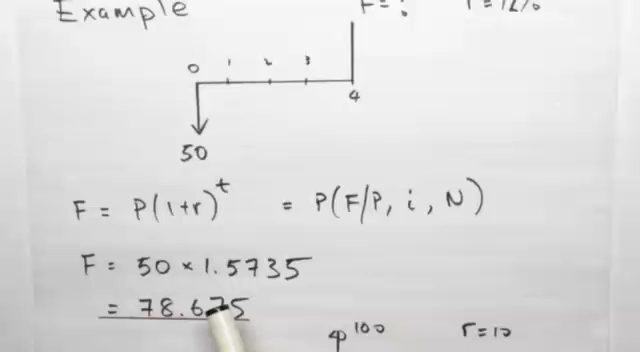 Example F=? r=12%
0 1 2 3
4
50
F = P(1+r)^t = P(F/P, i, N)
F = 50 × 1.5735
= 78.675
100 r=10